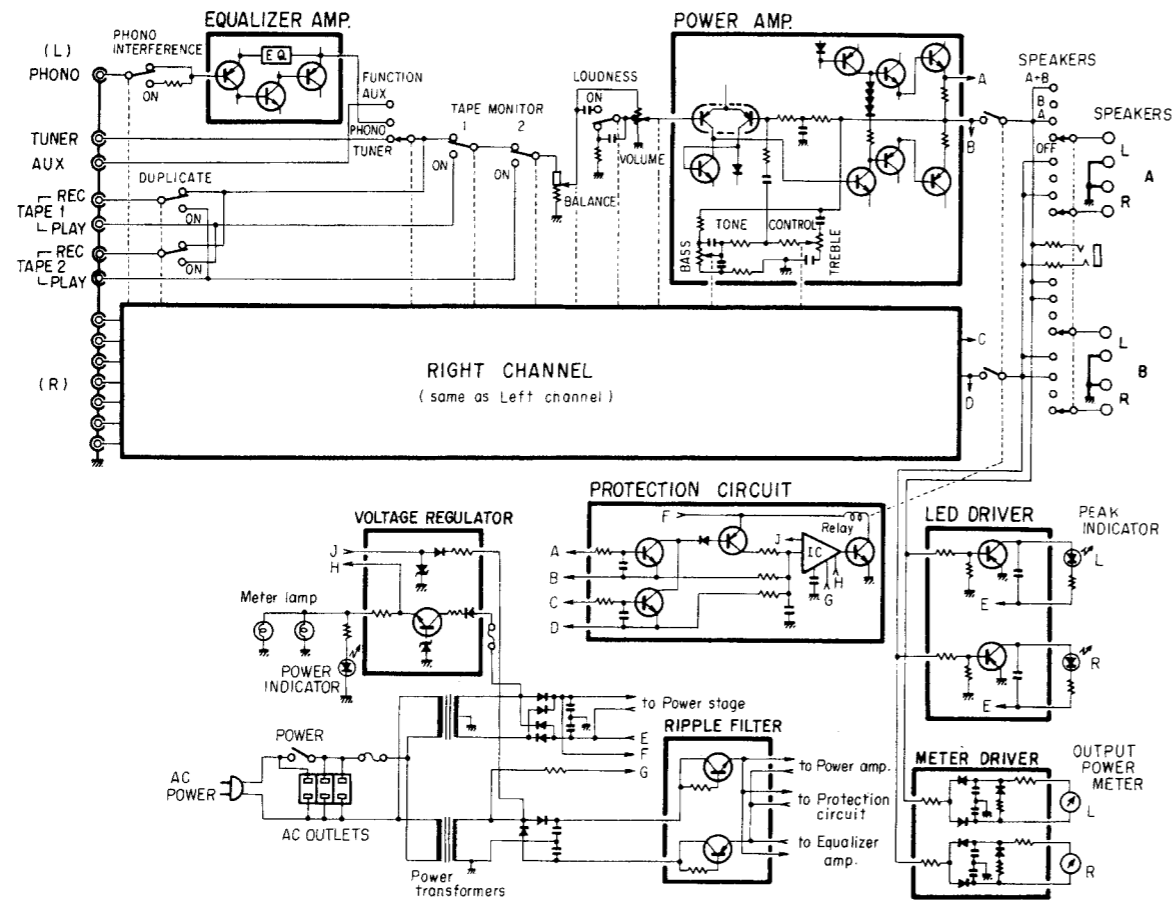 EQUALIZER AMP.
POWER AMP.
(L)
PHONO
INTERFERENCE
PHONO
ON
EQ
FUNCTION
AUX
PHONO
TUNER
TAPE MONITOR
1
2
ON
ON
LOUDNESS
ON
VOLUME
BALANCE
TUNER
AUX
DUPLICATE
REC
TAPE 1
PLAY
ON
REC
TAPE 2
PLAY
ON
TONE CONTROL
BASS
TREBLE
A
B
SPEAKERS
A+B
B
A
OFF
SPEAKERS
L
A
R
L
B
R
(R)
RIGHT CHANNEL
(same as Left channel)
C
D
PROTECTION CIRCUIT
F
Relay
A
B
C
D
J
IC
H
G
VOLTAGE REGULATOR
J
H
Meter lamp
POWER
INDICATOR
LED DRIVER
PEAK
INDICATOR
L
E
R
E
to Power stage
E
F
G
RIPPLE FILTER
to Power amp.
to Protection
circuit
to Equalizer
amp.
POWER
AC
POWER
AC OUTLETS
Power
transformers
METER DRIVER
OUTPUT
POWER
METER
L
R